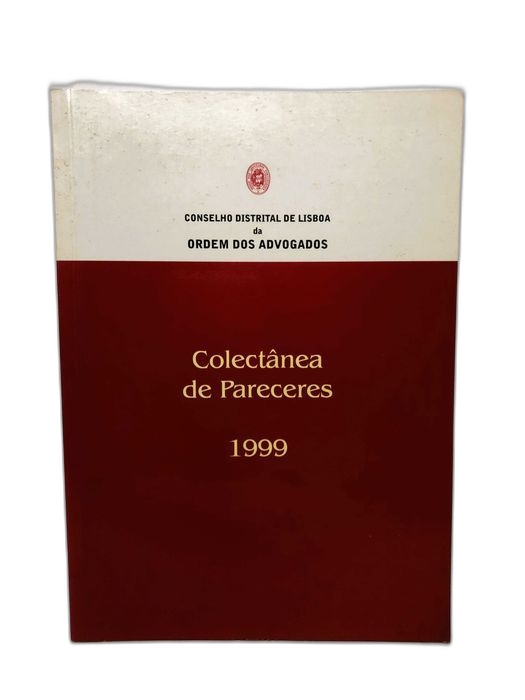 CONSELHO DISTRITAL DE LISBOA
da
ORDEM DOS ADVOGADOS
Colectânea
de Pareceres
1999